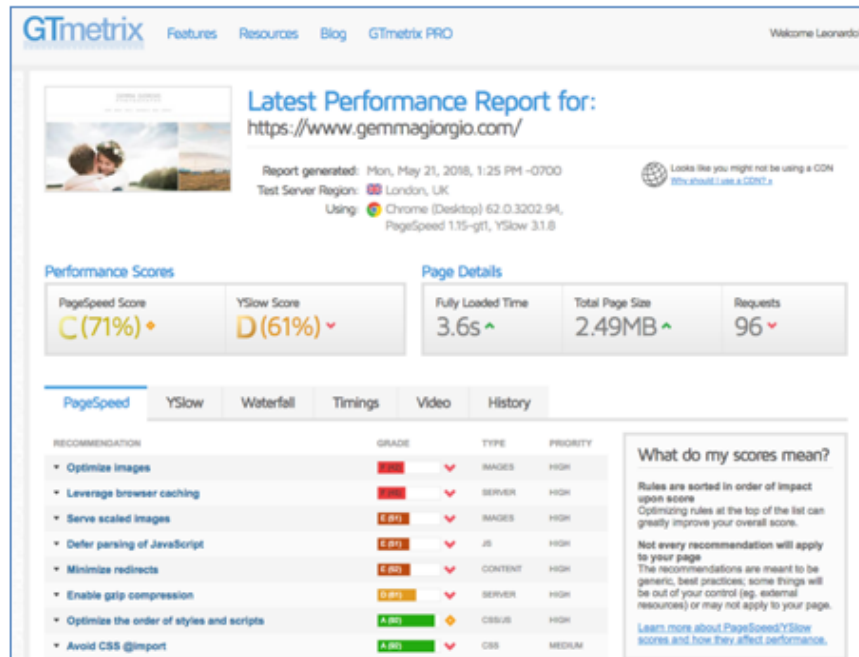 GTmetrix Features Resources Blog GTmetrix PRO Welcome Leonardo
Latest Performance Report for:
https://www.gemmagiorgio.com/
Report generated: Mon, May 21, 2018, 1:25 PM -0700
Test Server Region: London, UK
Using: Chrome (Desktop) 62.0.3202.94,
PageSpeed 1.15-gt1, YSlow 3.1.8
Looks like you might not be using a CDN
Why should I use a CDN? »
Performance Scores
PageSpeed Score YSlow Score
C (71%) D (61%)
Page Details
Fully Loaded Time Total Page Size Requests
3.6s 2.49MB 96
PageSpeed YSlow Waterfall Timings Video History
RECOMMENDATION GRADE TYPE PRIORITY
Optimize images IMAGES HIGH
Leverage browser caching SERVER HIGH
Serve scaled images E (51) IMAGES HIGH
Defer parsing of JavaScript E (51) JS HIGH
Minimize redirects E (52) CONTENT HIGH
Enable gzip compression D (61) SERVER HIGH
Optimize the order of styles and scripts A (92) CSS/JS HIGH
Avoid CSS @import A (92) CSS MEDIUM
What do my scores mean?
Rules are sorted in order of impact
upon score
Optimizing rules at the top of the list can
greatly improve your overall score.
Not every recommendation will apply
to your page
The recommendations are meant to be
generic, best practices; some things will
be out of your control (eg. external
resources) or may not apply to your page.
Learn more about PageSpeed/YSlow
scores and how they affect performance.